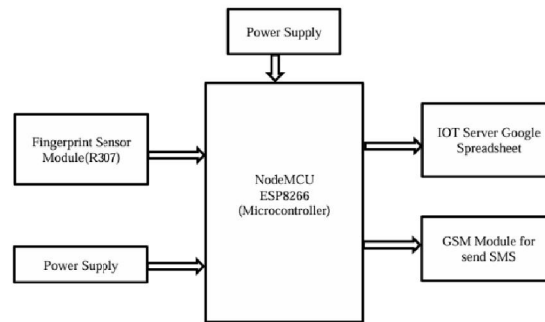 Power Supply
Fingerprint Sensor
Module(R307)
IOT Server Google
Spreadsheet
NodeMCU
ESP8266
(Microcontroller)
Power Supply
GSM Module for
send SMS